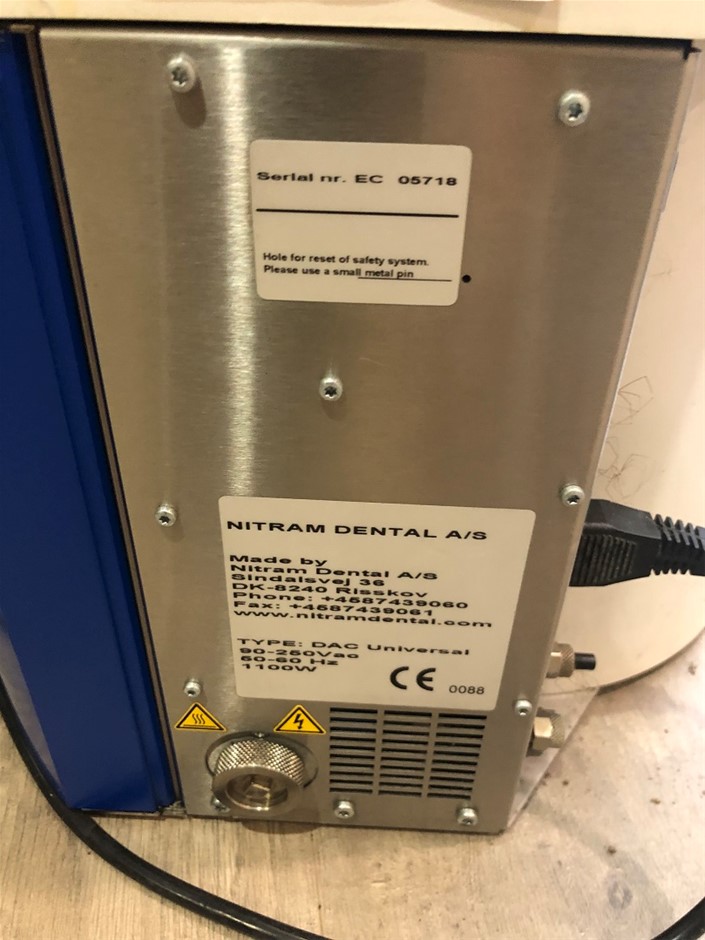 Serial nr. EC 05718
Hole for reset of safety system.
Please use a small metal pin
NITRAM DENTAL A/S
Made by
Nitram Dental A/S
Sindalsvej 36
DK-8240 Risskov
Phone: +4587439060
Fax: +4587439061
www.nitramdental.com
TYPE: DAC Universal
90-250Vac
50-60 Hz
1100W
CE 0088